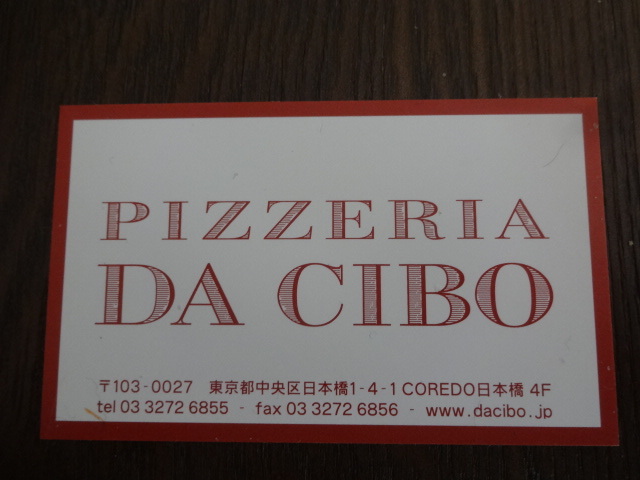 PIZZERIA
DA CIBO
〒103-0027 東京都中央区日本橋1-4-1 COREDO日本橋 4F
tel 03 3272 6855 - fax 03 3272 6856 - www.dacibo.jp